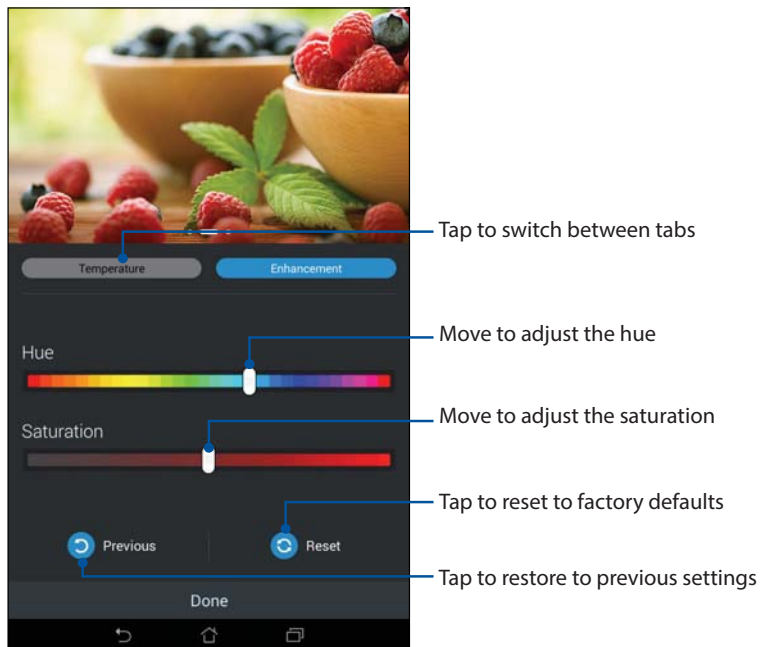 Tap to switch between tabs
Temperature
Enhancement
Move to adjust the hue
Hue
Move to adjust the saturation
Saturation
Tap to reset to factory defaults
Previous
Reset
Tap to restore to previous settings
Done